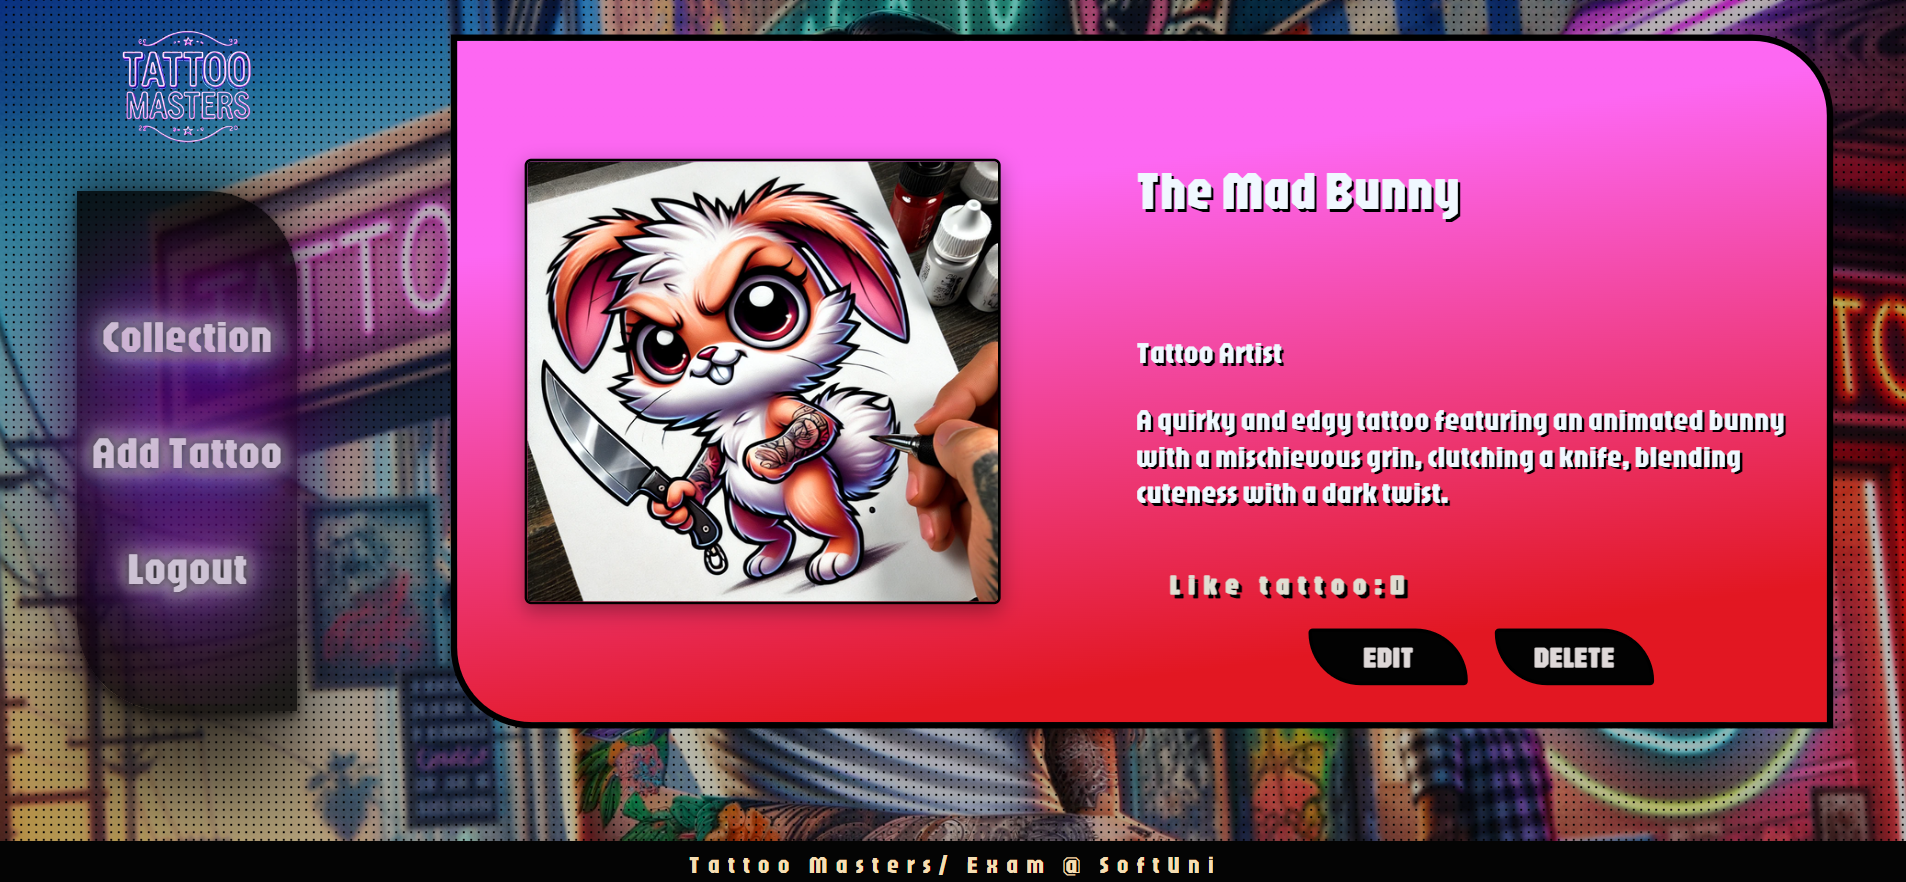 TATTOO
MASTERS
Collection
Add Tattoo
Logout
The Mad Bunny
Tattoo Artist
A quirky and edgy tattoo featuring an animated bunny
with a mischievous grin, clutching a knife, blending
cuteness with a dark twist.
Like tattoo:0
EDIT
DELETE
Tattoo Masters/ Exam @ SoftUni